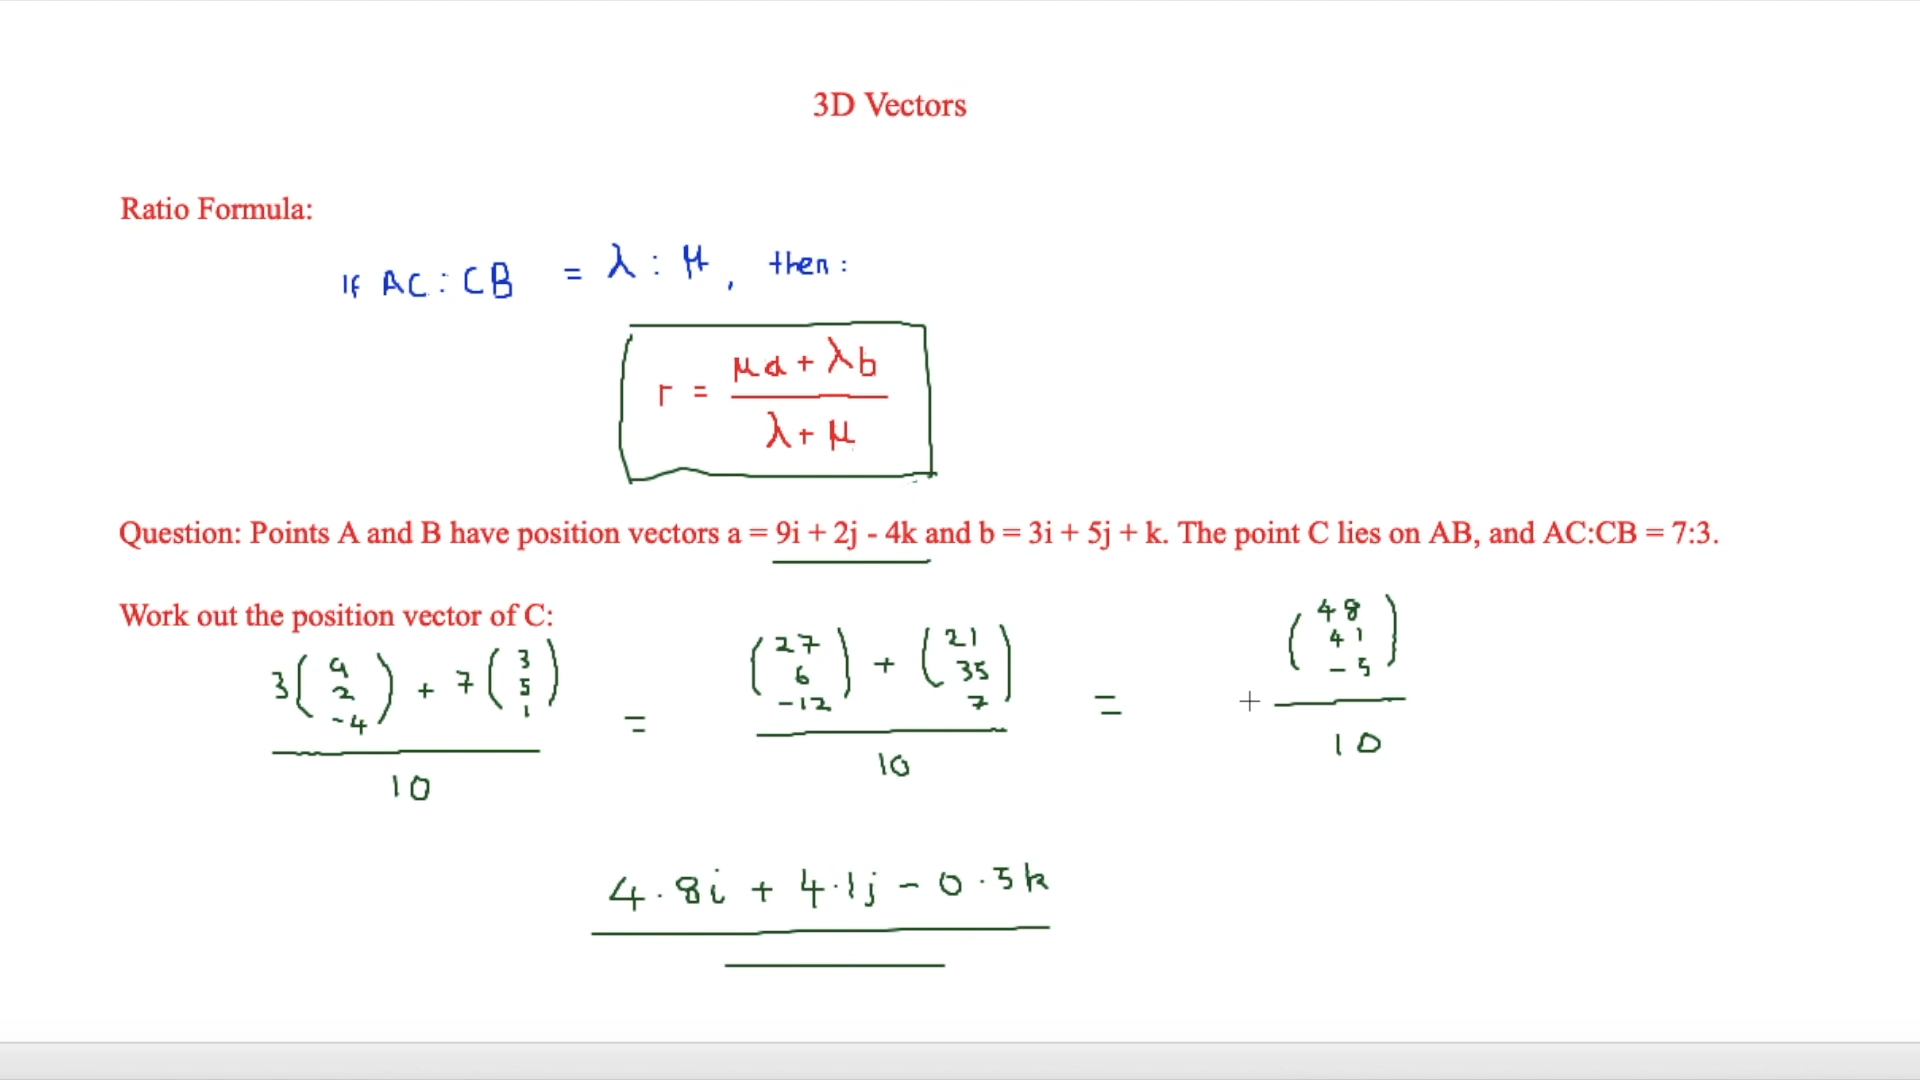 3D Vectors
Ratio Formula:
If AC : CB = λ : μ, then :
r = (μa + λb) / (λ + μ)
Question: Points A and B have position vectors a = 9i + 2j - 4k and b = 3i + 5j + k. The point C lies on AB, and AC:CB = 7:3.
Work out the position vector of C:
(3(9, 2, -4) + 7(3, 5, 1)) / 10 = ((27, 6, -12) + (21, 35, 7)) / 10 = (48, 41, -5) / 10
4.8i + 4.1j - 0.5k